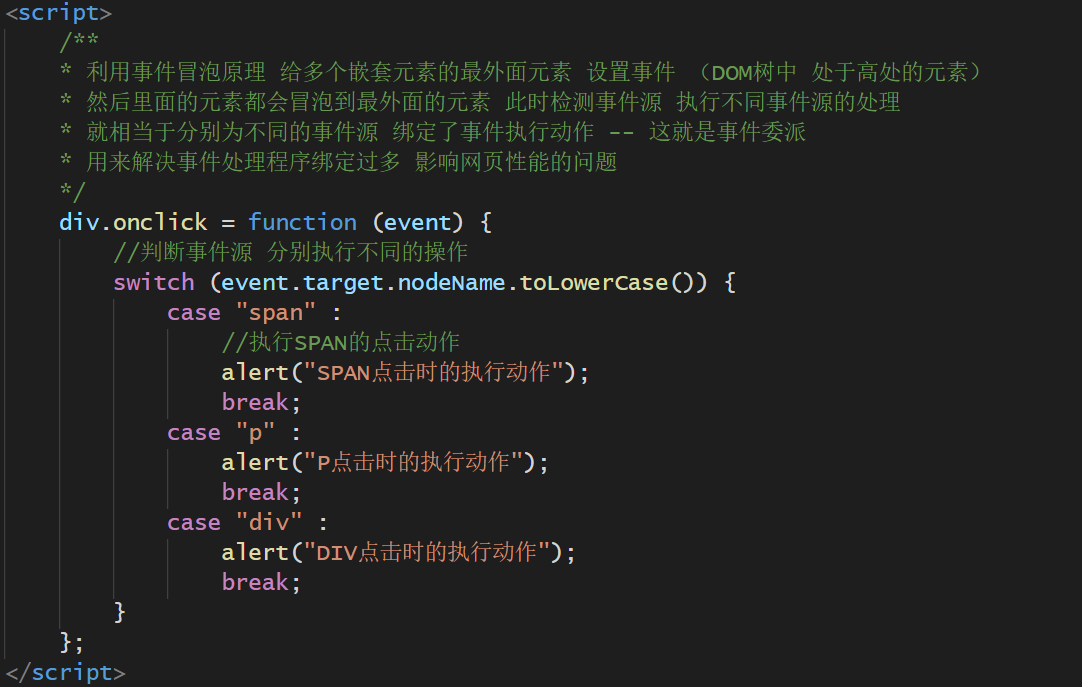 <script>
/**
* 利用事件冒泡原理 给多个嵌套元素的最外面元素 设置事件 （DOM树中 处于高处的元素）
* 然后里面的元素都会冒泡到最外面的元素 此时检测事件源 执行不同事件源的处理
* 就相当于分别为不同的事件源 绑定了事件执行动作 -- 这就是事件委派
* 用来解决事件处理程序绑定过多 影响网页性能的问题
*/
div.onclick = function (event) {
//判断事件源 分别执行不同的操作
switch (event.target.nodeName.toLowerCase()) {
case "span" :
//执行SPAN的点击动作
alert("SPAN点击时的执行动作");
break;
case "p" :
alert("P点击时的执行动作");
break;
case "div" :
alert("DIV点击时的执行动作");
break;
}
};
</script>